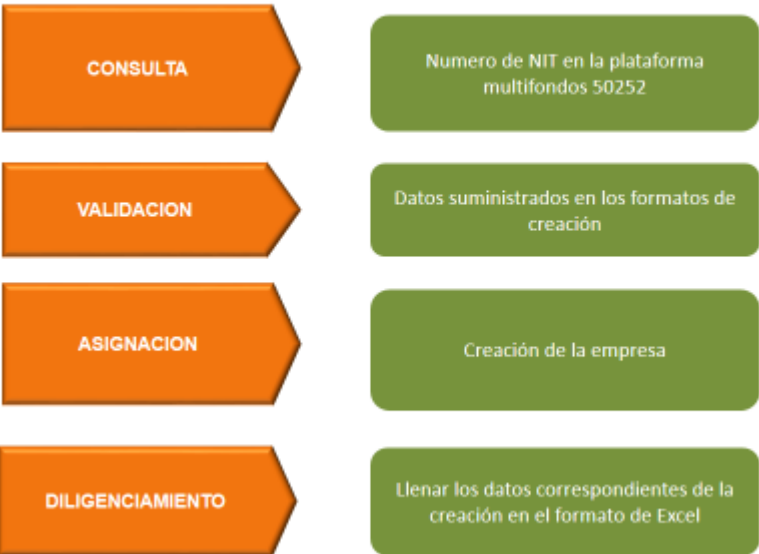 CONSULTA
Numero de NIT en la plataforma
multifondos 50252
VALIDACION
Datos suministrados en los formatos de
creación
ASIGNACION
Creación de la empresa
DILIGENCIAMIENTO
Llenar los datos correspondientes de la
creación en el formato de Excel